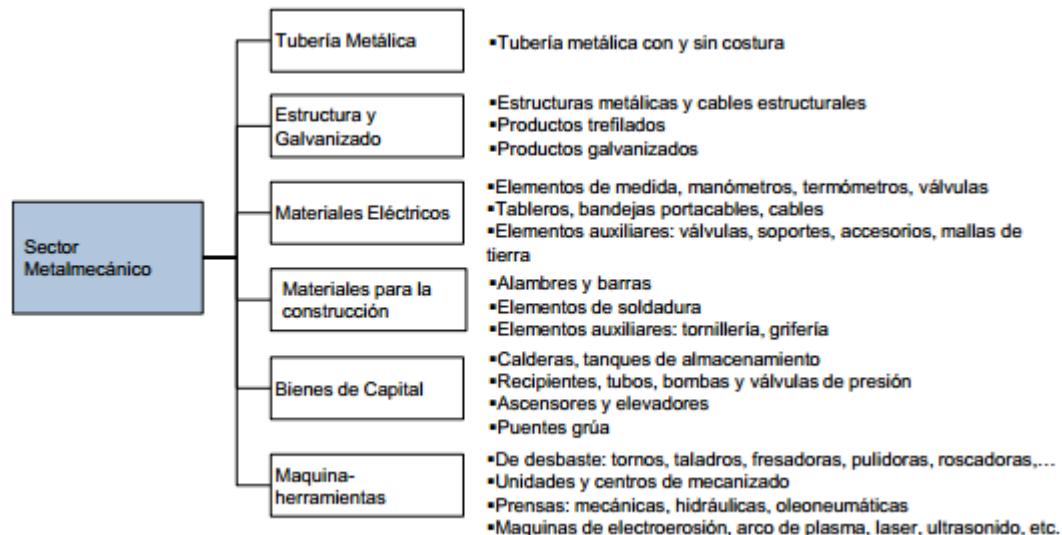 Sector
Metalmecánico
Tubería Metálica
▪Tubería metálica con y sin costura
Estructura y
Galvanizado
▪Estructuras metálicas y cables estructurales
▪Productos trefilados
▪Productos galvanizados
Materiales Eléctricos
▪Elementos de medida, manómetros, termómetros, válvulas
▪Tableros, bandejas portacables, cables
▪Elementos auxiliares: válvulas, soportes, accesorios, mallas de
tierra
Materiales para la
construcción
▪Alambres y barras
▪Elementos de soldadura
▪Elementos auxiliares: tornillería, grifería
Bienes de Capital
▪Calderas, tanques de almacenamiento
▪Recipientes, tubos, bombas y válvulas de presión
▪Ascensores y elevadores
▪Puentes grúa
Maquina-
herramientas
▪De desbaste: tornos, taladros, fresadoras, pulidoras, roscadoras,…
▪Unidades y centros de mecanizado
▪Prensas: mecánicas, hidráulicas, oleoneumáticas
▪Maquinas de electroerosión, arco de plasma, laser, ultrasonido, etc.